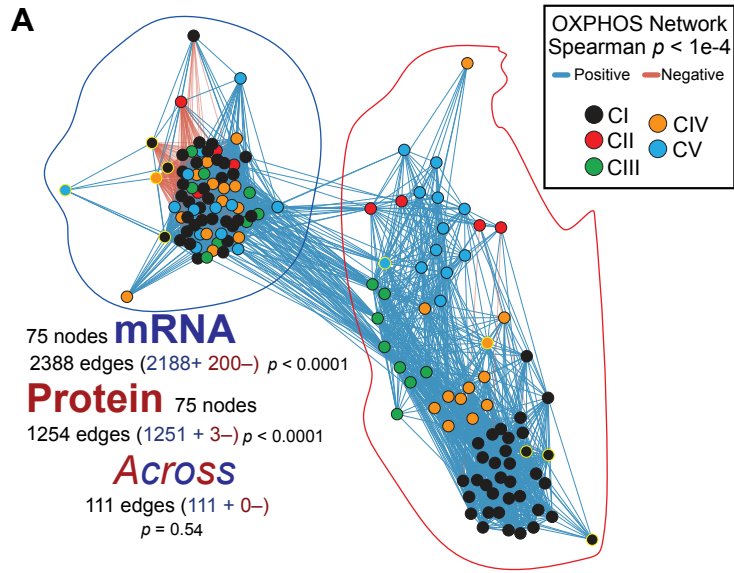 A
OXPHOS Network
Spearman p < 1e-4
Positive Negative
CI
CII
CIII
CIV
CV
75 nodes mRNA
2388 edges (2188+ 200–) p < 0.0001
Protein 75 nodes
1254 edges (1251 + 3–) p < 0.0001
Across
111 edges (111 + 0–)
p = 0.54